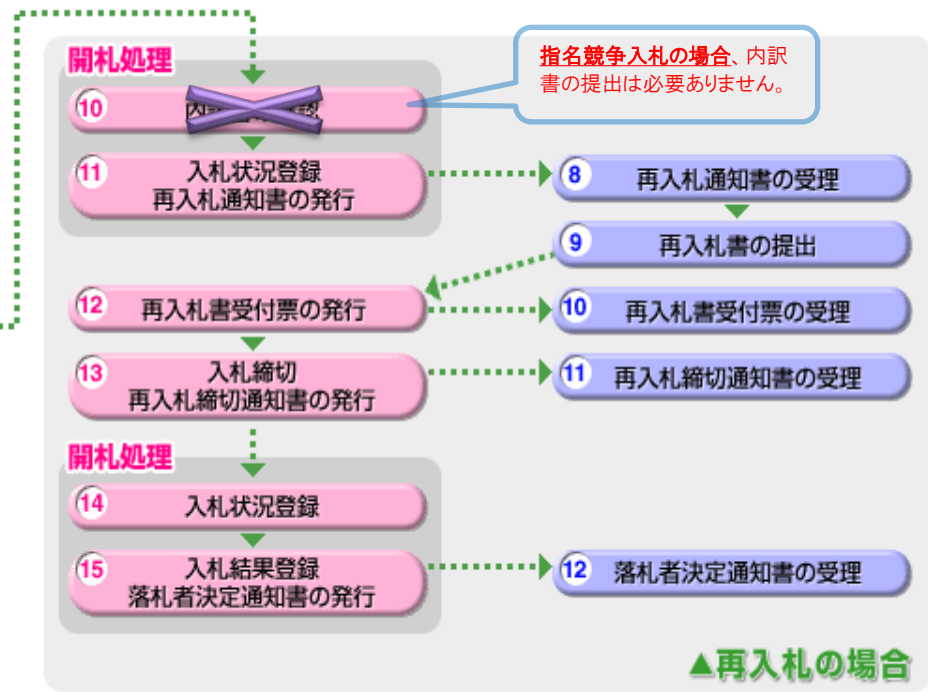 開札処理
指名競争入札の場合、内訳
書の提出は必要ありません。
10
11
入札状況登録
再入札通知書の発行
8
再入札通知書の受理
9
再入札書の提出
12
再入札書受付票の発行
10
再入札書受付票の受理
13
入札締切
再入札締切通知書の発行
11
再入札締切通知書の受理
開札処理
14
入札状況登録
15
入札結果登録
落札者決定通知書の発行
12
落札者決定通知書の受理
▲再入札の場合